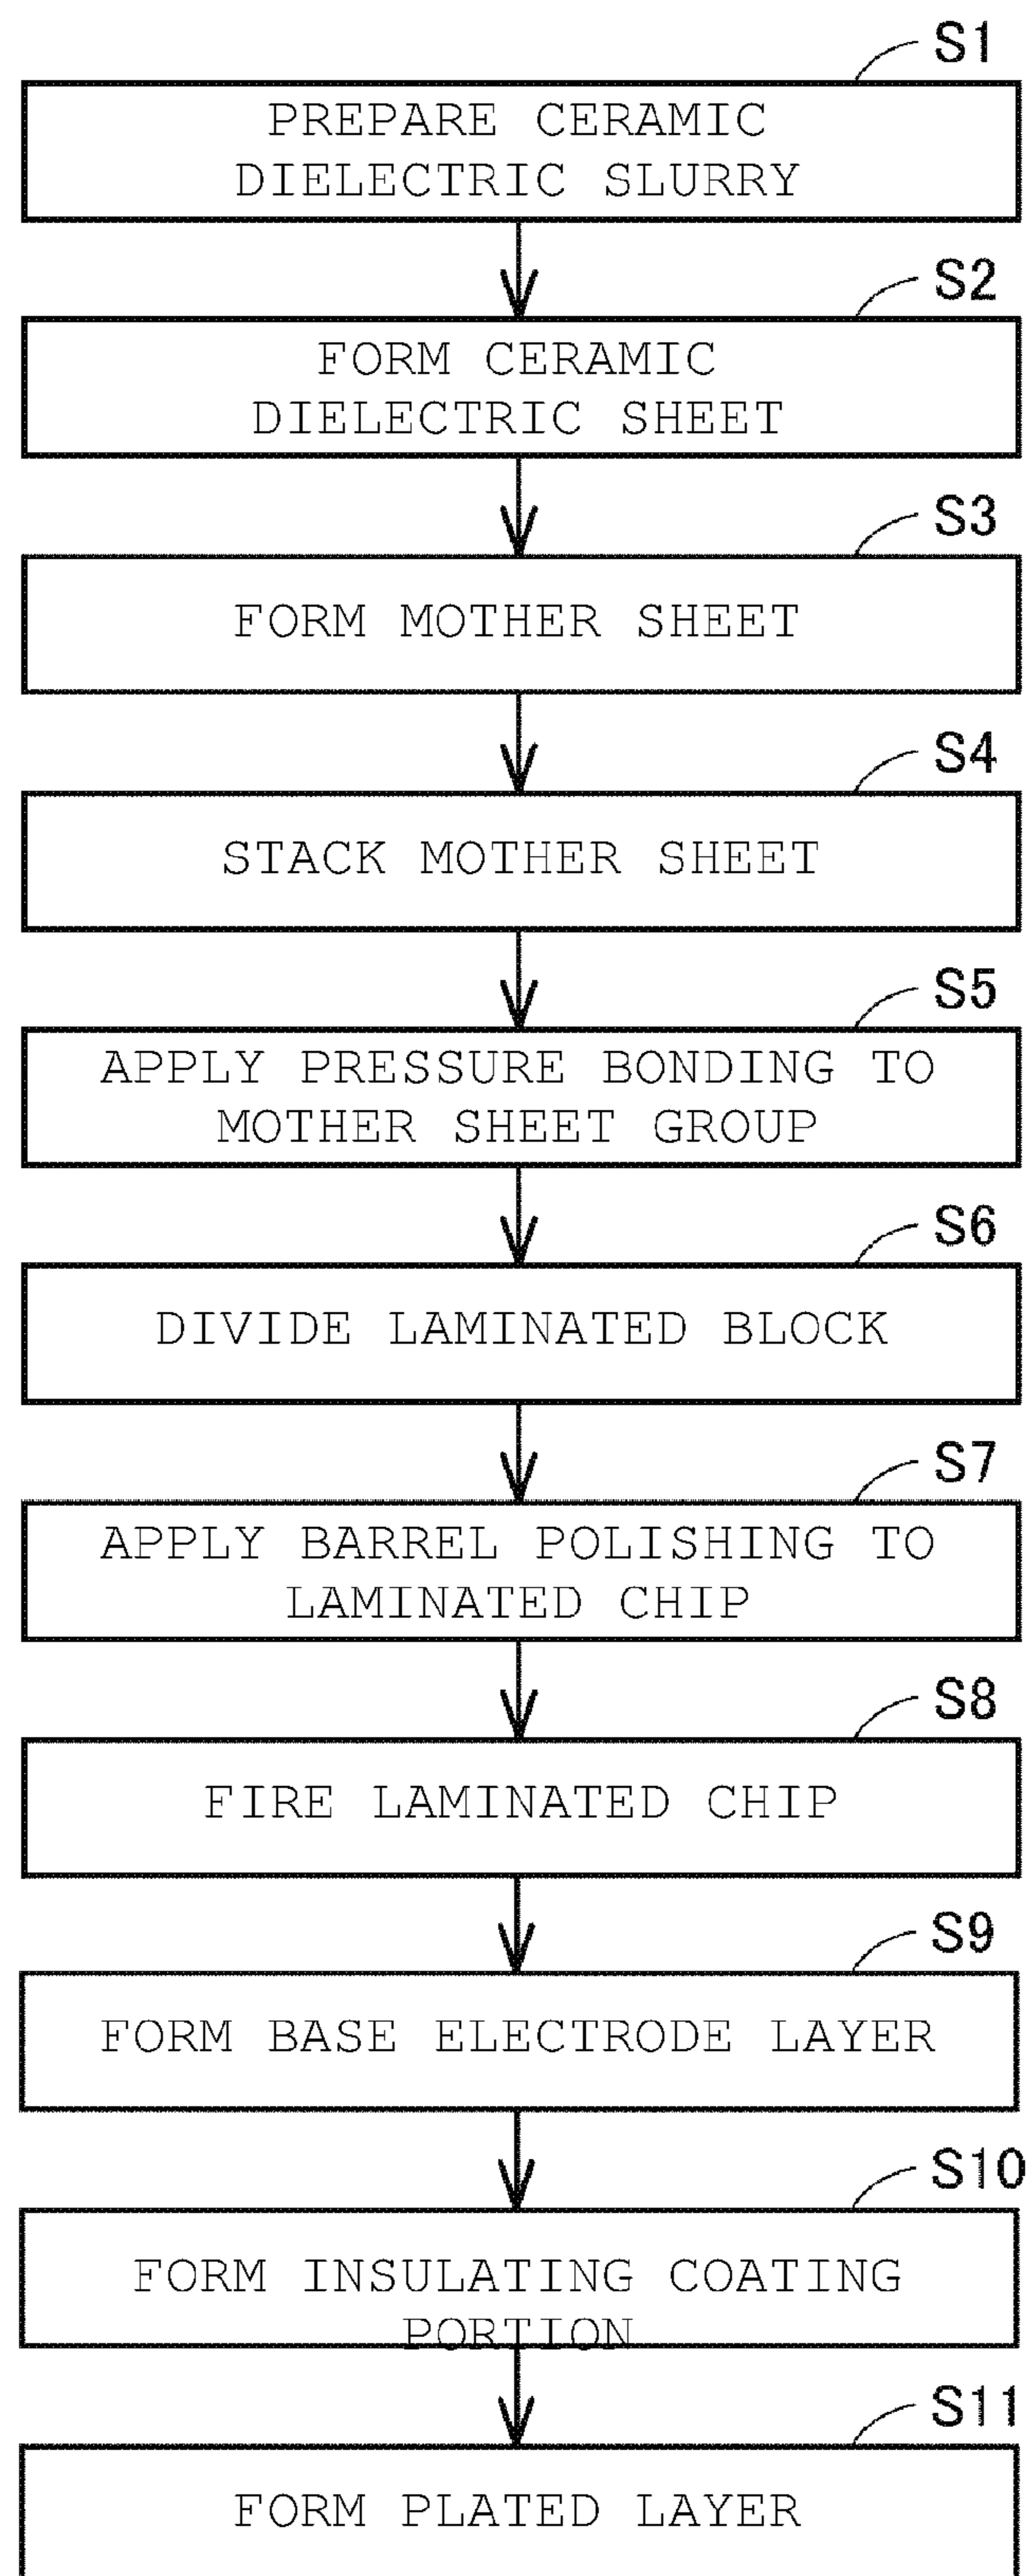 S1
PREPARE CERAMIC
DIELECTRIC SLURRY
S2
FORM CERAMIC
DIELECTRIC SHEET
S3
FORM MOTHER SHEET
S4
STACK MOTHER SHEET
S5
APPLY PRESSURE BONDING TO
MOTHER SHEET GROUP
S6
DIVIDE LAMINATED BLOCK
S7
APPLY BARREL POLISHING TO
LAMINATED CHIP
S8
FIRE LAMINATED CHIP
S9
FORM BASE ELECTRODE LAYER
S10
FORM INSULATING COATING
PORTION
S11
FORM PLATED LAYER